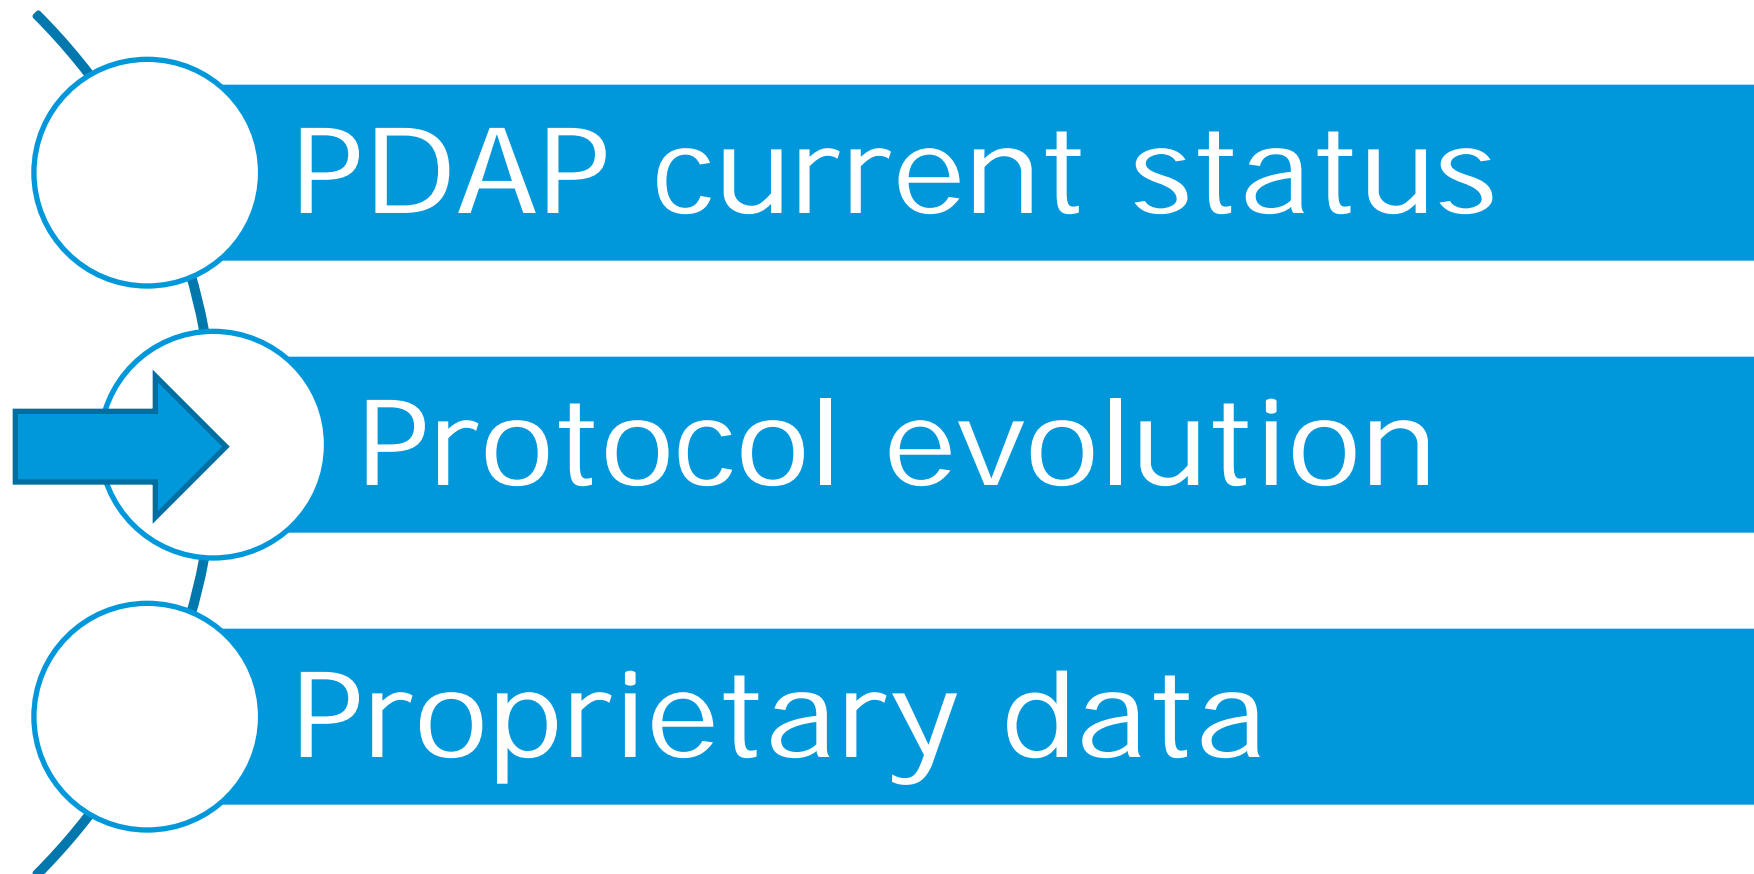 PDAP current status
Protocol evolution
Proprietary data